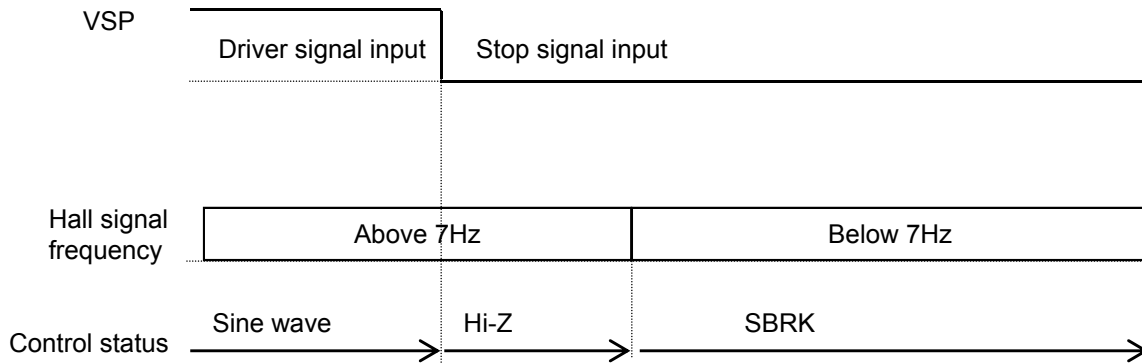 VSP
Driver signal input
Stop signal input
Hall signal
frequency
Above 7Hz
Below 7Hz
Control status
Sine wave
Hi-Z
SBRK